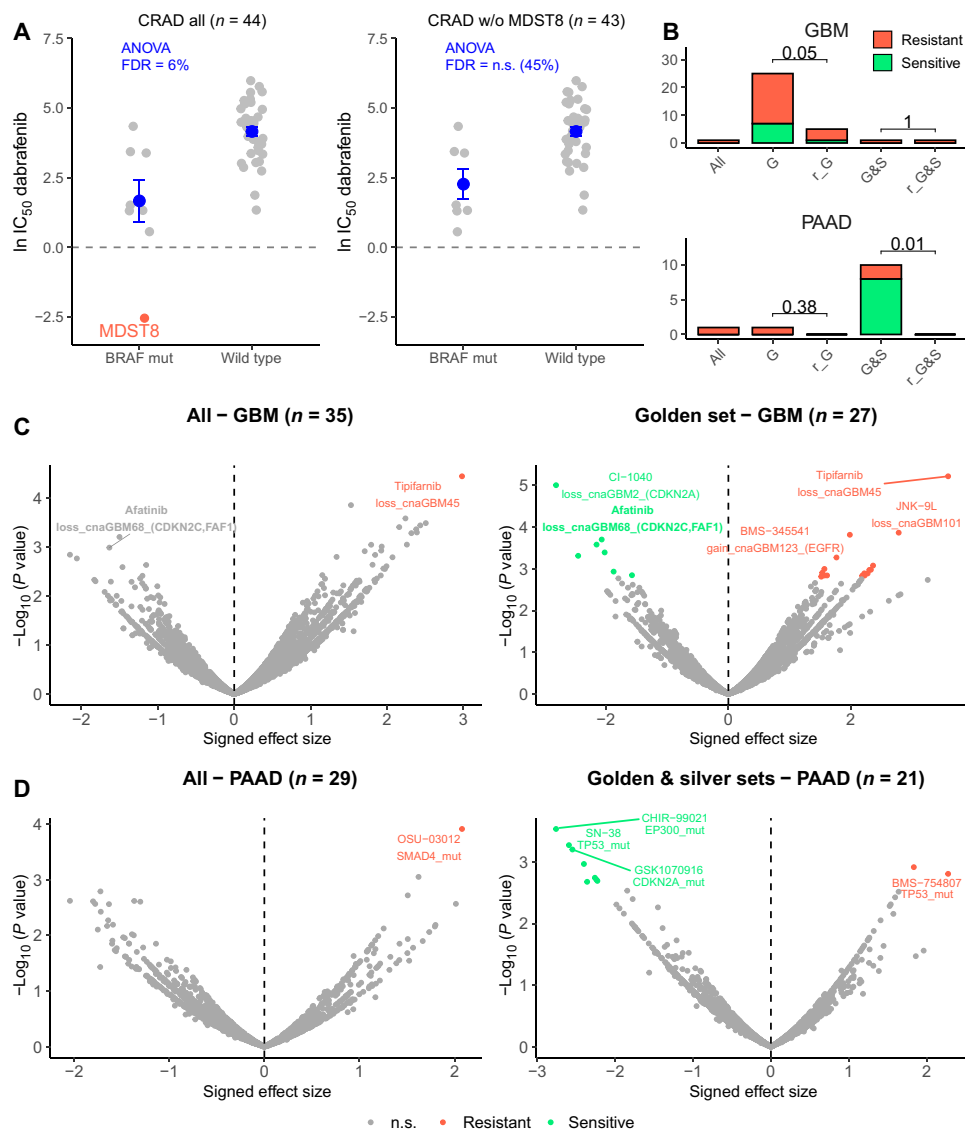 A
CRAD all (n = 44)
7.5
5.0
2.5
0.0
−2.5
ln IC50 dabrafenib
ANOVA
FDR = 6%
MDST8
BRAF mut
Wild type
CRAD w/o MDST8 (n = 43)
7.5
5.0
2.5
0.0
−2.5
ln IC50 dabrafenib
ANOVA
FDR = n.s. (45%)
BRAF mut
Wild type
B
GBM
Resistant
Sensitive
30
20
10
0
0.05
1
All
G
r_G
G&S
r_G&S
PAAD
10
5
0
0.38
0.01
All
G
r_G
G&S
r_G&S
C
All − GBM (n = 35)
4
3
2
1
0
−Log10 (P value)
Tipifarnib
loss_cnaGBM45
Afatinib
loss_cnaGBM68_(CDKN2C,FAF1)
−2
−1
0
1
2
3
Signed effect size
Golden set − GBM (n = 27)
5
4
3
2
1
0
−Log10 (P value)
CI−1040
loss_cnaGBM2_(CDKN2A)
Afatinib
loss_cnaGBM68_(CDKN2C,FAF1)
Tipifarnib
loss_cnaGBM45
JNK−9L
loss_cnaGBM101
BMS−345541
gain_cnaGBM123_(EGFR)
−2
0
2
Signed effect size
D
All − PAAD (n = 29)
4
3
2
1
0
−Log10 (P value)
OSU−03012
SMAD4_mut
−2
−1
0
1
2
Signed effect size
Golden & silver sets − PAAD (n = 21)
3
2
1
0
−Log10 (P value)
CHIR−99021
EP300_mut
SN−38
TP53_mut
GSK1070916
CDKN2A_mut
BMS−754807
TP53_mut
−3
−2
−1
0
1
2
Signed effect size
n.s.
Resistant
Sensitive